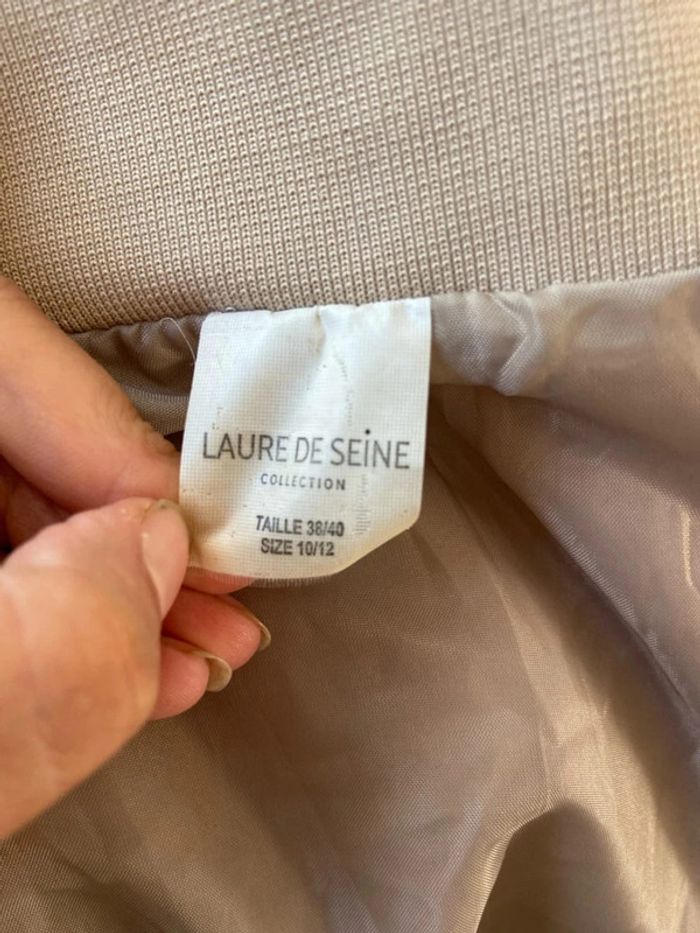 LAURE DE SEINE
COLLECTION
TAILLE 38/40
SIZE 10/12